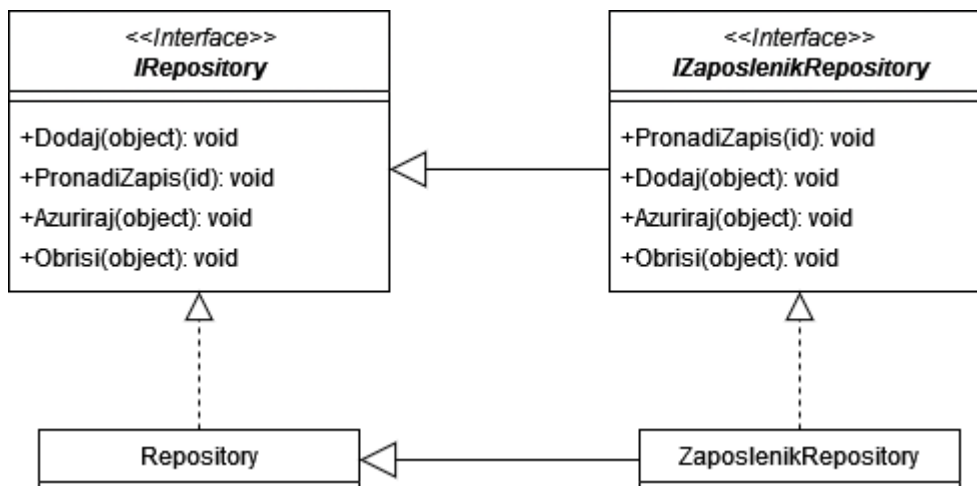 <<Interface>>
IRepository
+Dodaj(object): void
+PronadiZapis(id): void
+Azuriraj(object): void
+Obrisi(object): void
<<Interface>>
IZaposlenikRepository
+PronadiZapis(id): void
+Dodaj(object): void
+Azuriraj(object): void
+Obrisi(object): void
Repository
ZaposlenikRepository